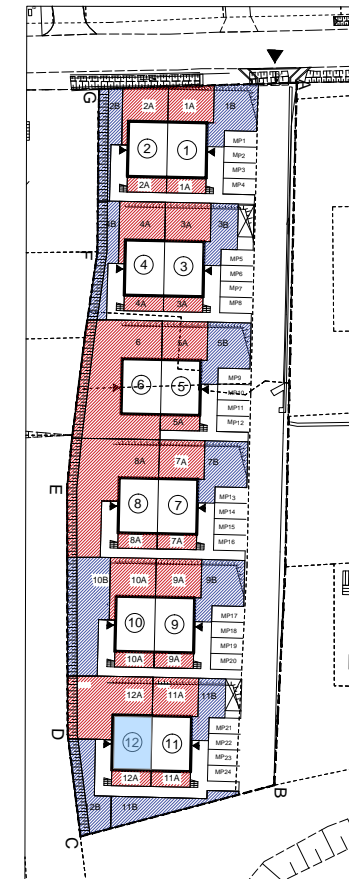 G
2B 2A 1A 1B
2 1
MP1
MP2
MP3
MP4
2A 1A
4A 3A 3B
F
4 3
MP5
MP6
MP7
MP8
4A 3A
6 5B
6 5
MP9
MP10
MP11
MP12
5A
8A 7A 7B
E
8 7
MP13
MP14
MP15
MP16
8A 7A
10B 10A 9A 9B
10 9
MP17
MP18
MP19
MP20
10A 9A
12A 11A 11B
D
12 11
MP21
MP22
MP23
MP24
12A 11A
B
11B
C